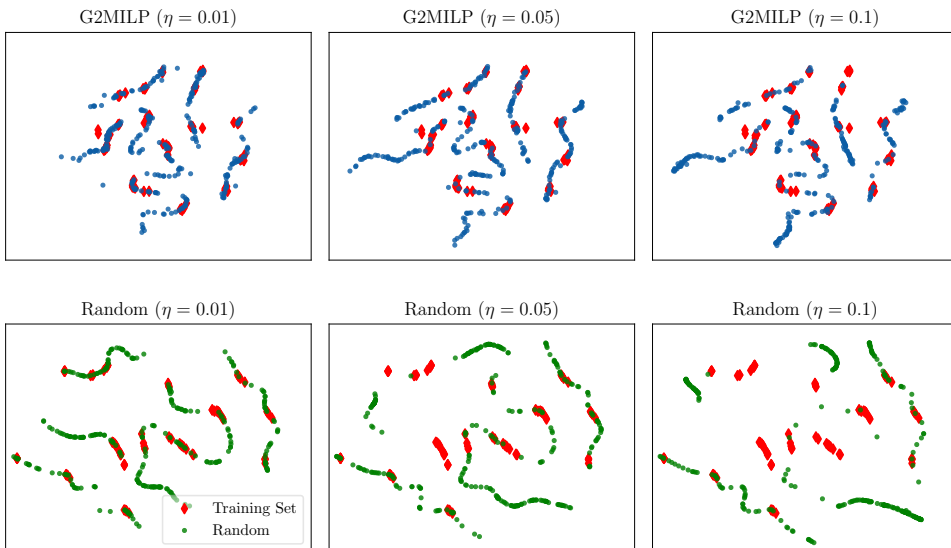 G2MILP (η = 0.01)
G2MILP (η = 0.05)
G2MILP (η = 0.1)
Random (η = 0.01)
Random (η = 0.05)
Random (η = 0.1)
Training Set
Random